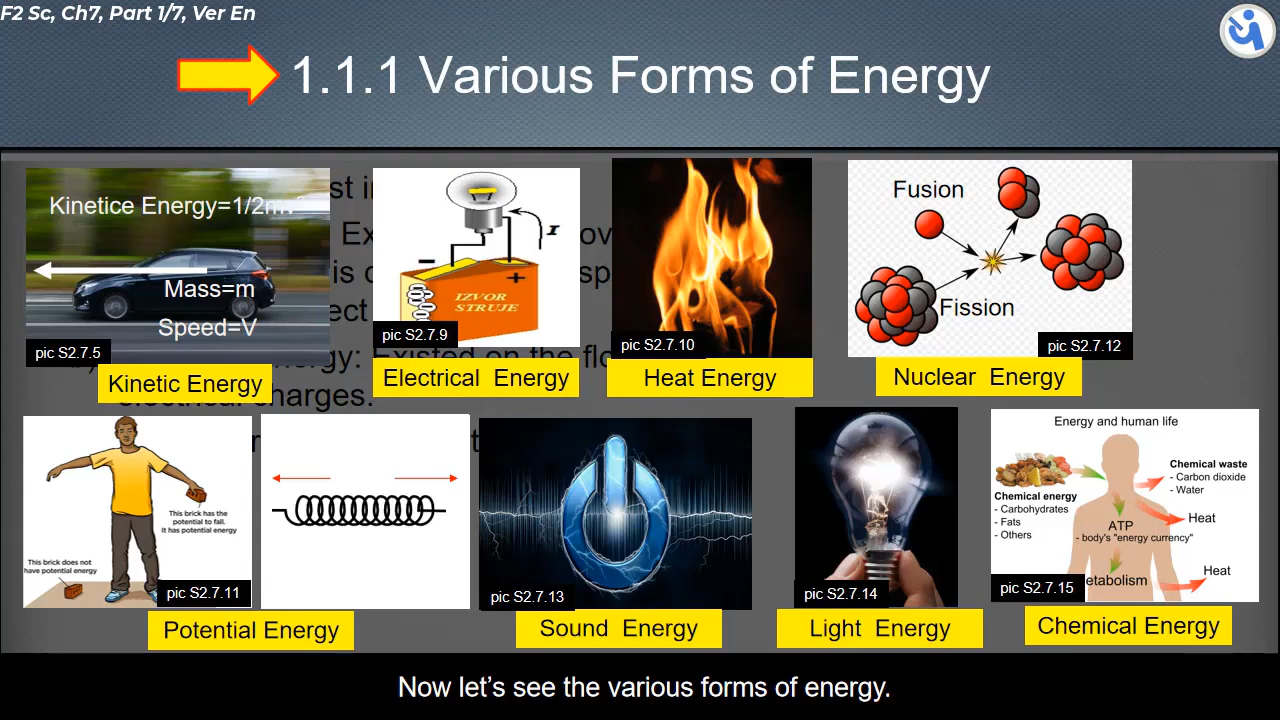 F2 Sc, Ch7, Part 1/7, Ver En
1.1.1 Various Forms of Energy
Kinetice Energy=1/2mv²
Mass=m
Speed=V
pic S2.7.5
Kinetic Energy
I
IZVOR
STRUJE
pic S2.7.9
Electrical Energy
pic S2.7.10
Heat Energy
Fusion
Fission
pic S2.7.12
Nuclear Energy
electrical charges.
This brick has the
potential to fall.
It has potential energy
This brick does not
have potential energy
pic S2.7.11
Potential Energy
pic S2.7.13
Sound Energy
pic S2.7.14
Light Energy
Energy and human life
Chemical energy
- Carbohydrates
- Fats
- Others
Chemical waste
- Carbon dioxide
- Water
Heat
ATP
- body's "energy currency"
Heat
etabolism
pic S2.7.15
Chemical Energy
Now let's see the various forms of energy.